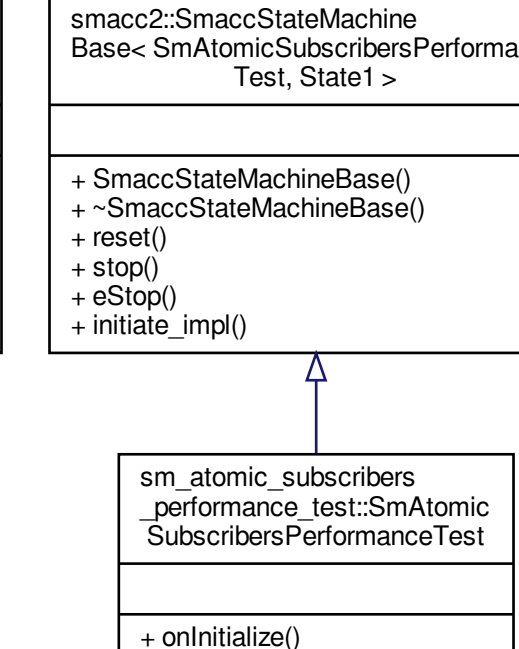 smacc2::SmaccStateMachine
Base< SmAtomicSubscribersPerforma
Test, State1 >
+ SmaccStateMachineBase()
+ ~SmaccStateMachineBase()
+ reset()
+ stop()
+ eStop()
+ initiate_impl()
sm_atomic_subscribers
_performance_test::SmAtomic
SubscribersPerformanceTest
+ onInitialize()